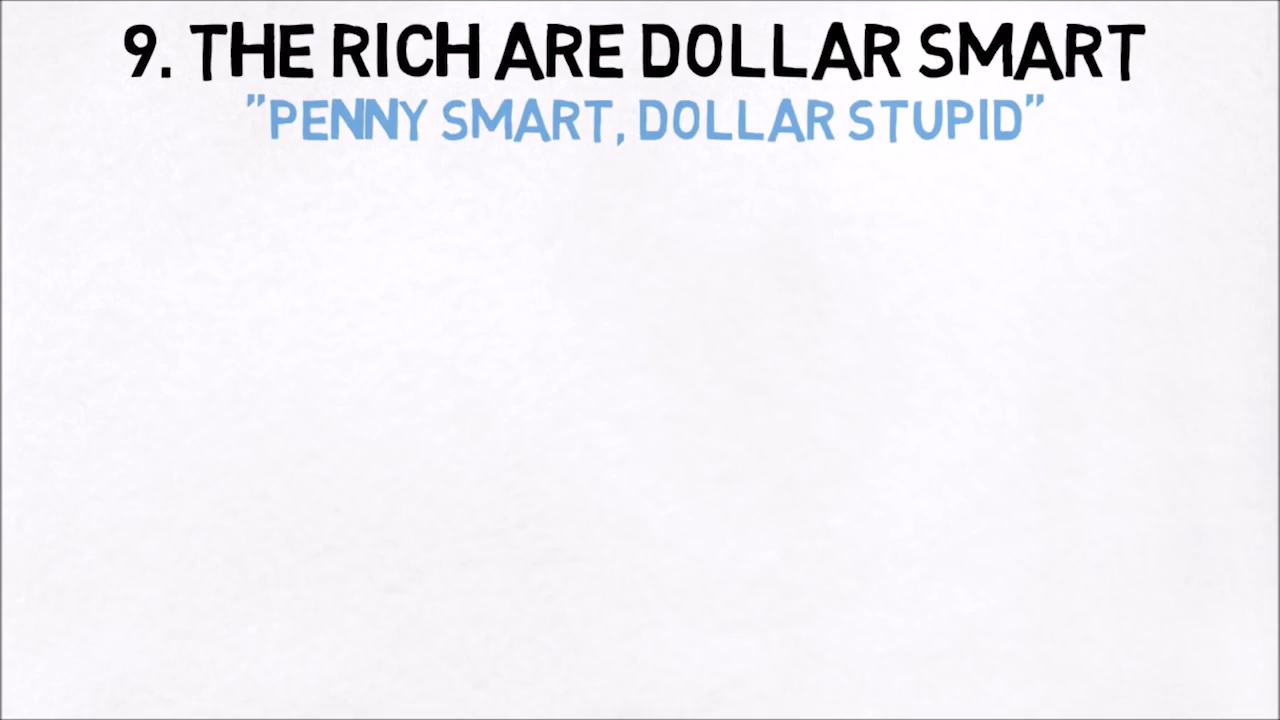 9. THE RICH ARE DOLLAR SMART
"PENNY SMART, DOLLAR STUPID"